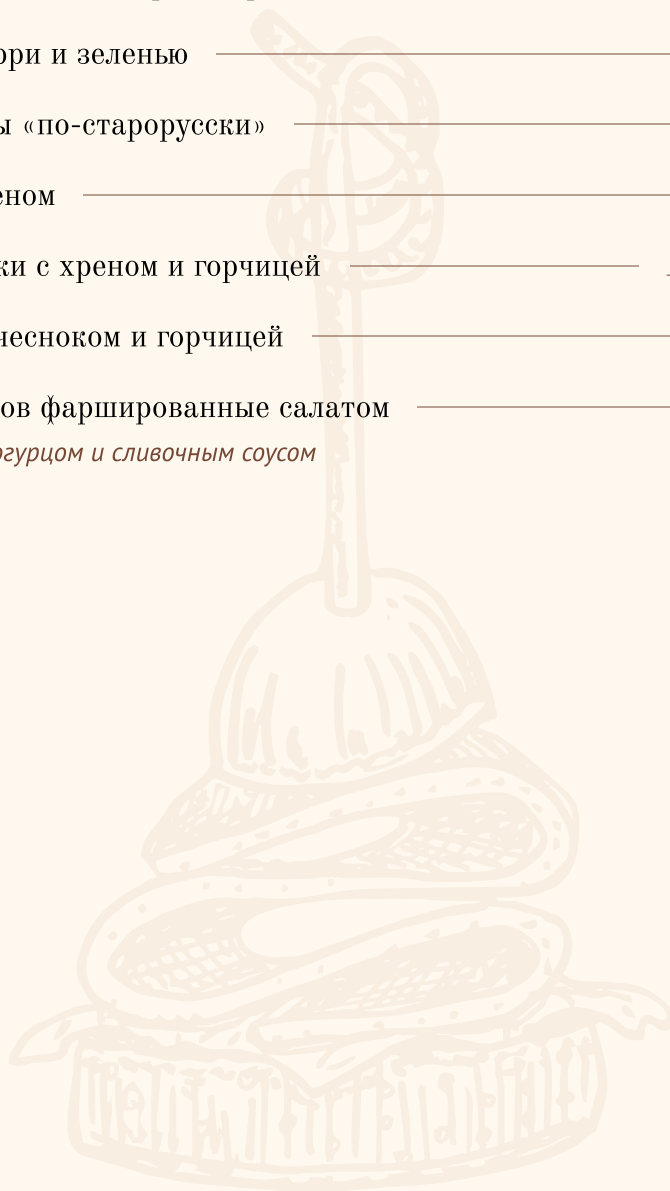 ори и зеленью
ы «по-старорусски»
еном
ки с хреном и горчицей
чесноком и горчицей
ов фаршированные салатом
огурцом и сливочным соусом